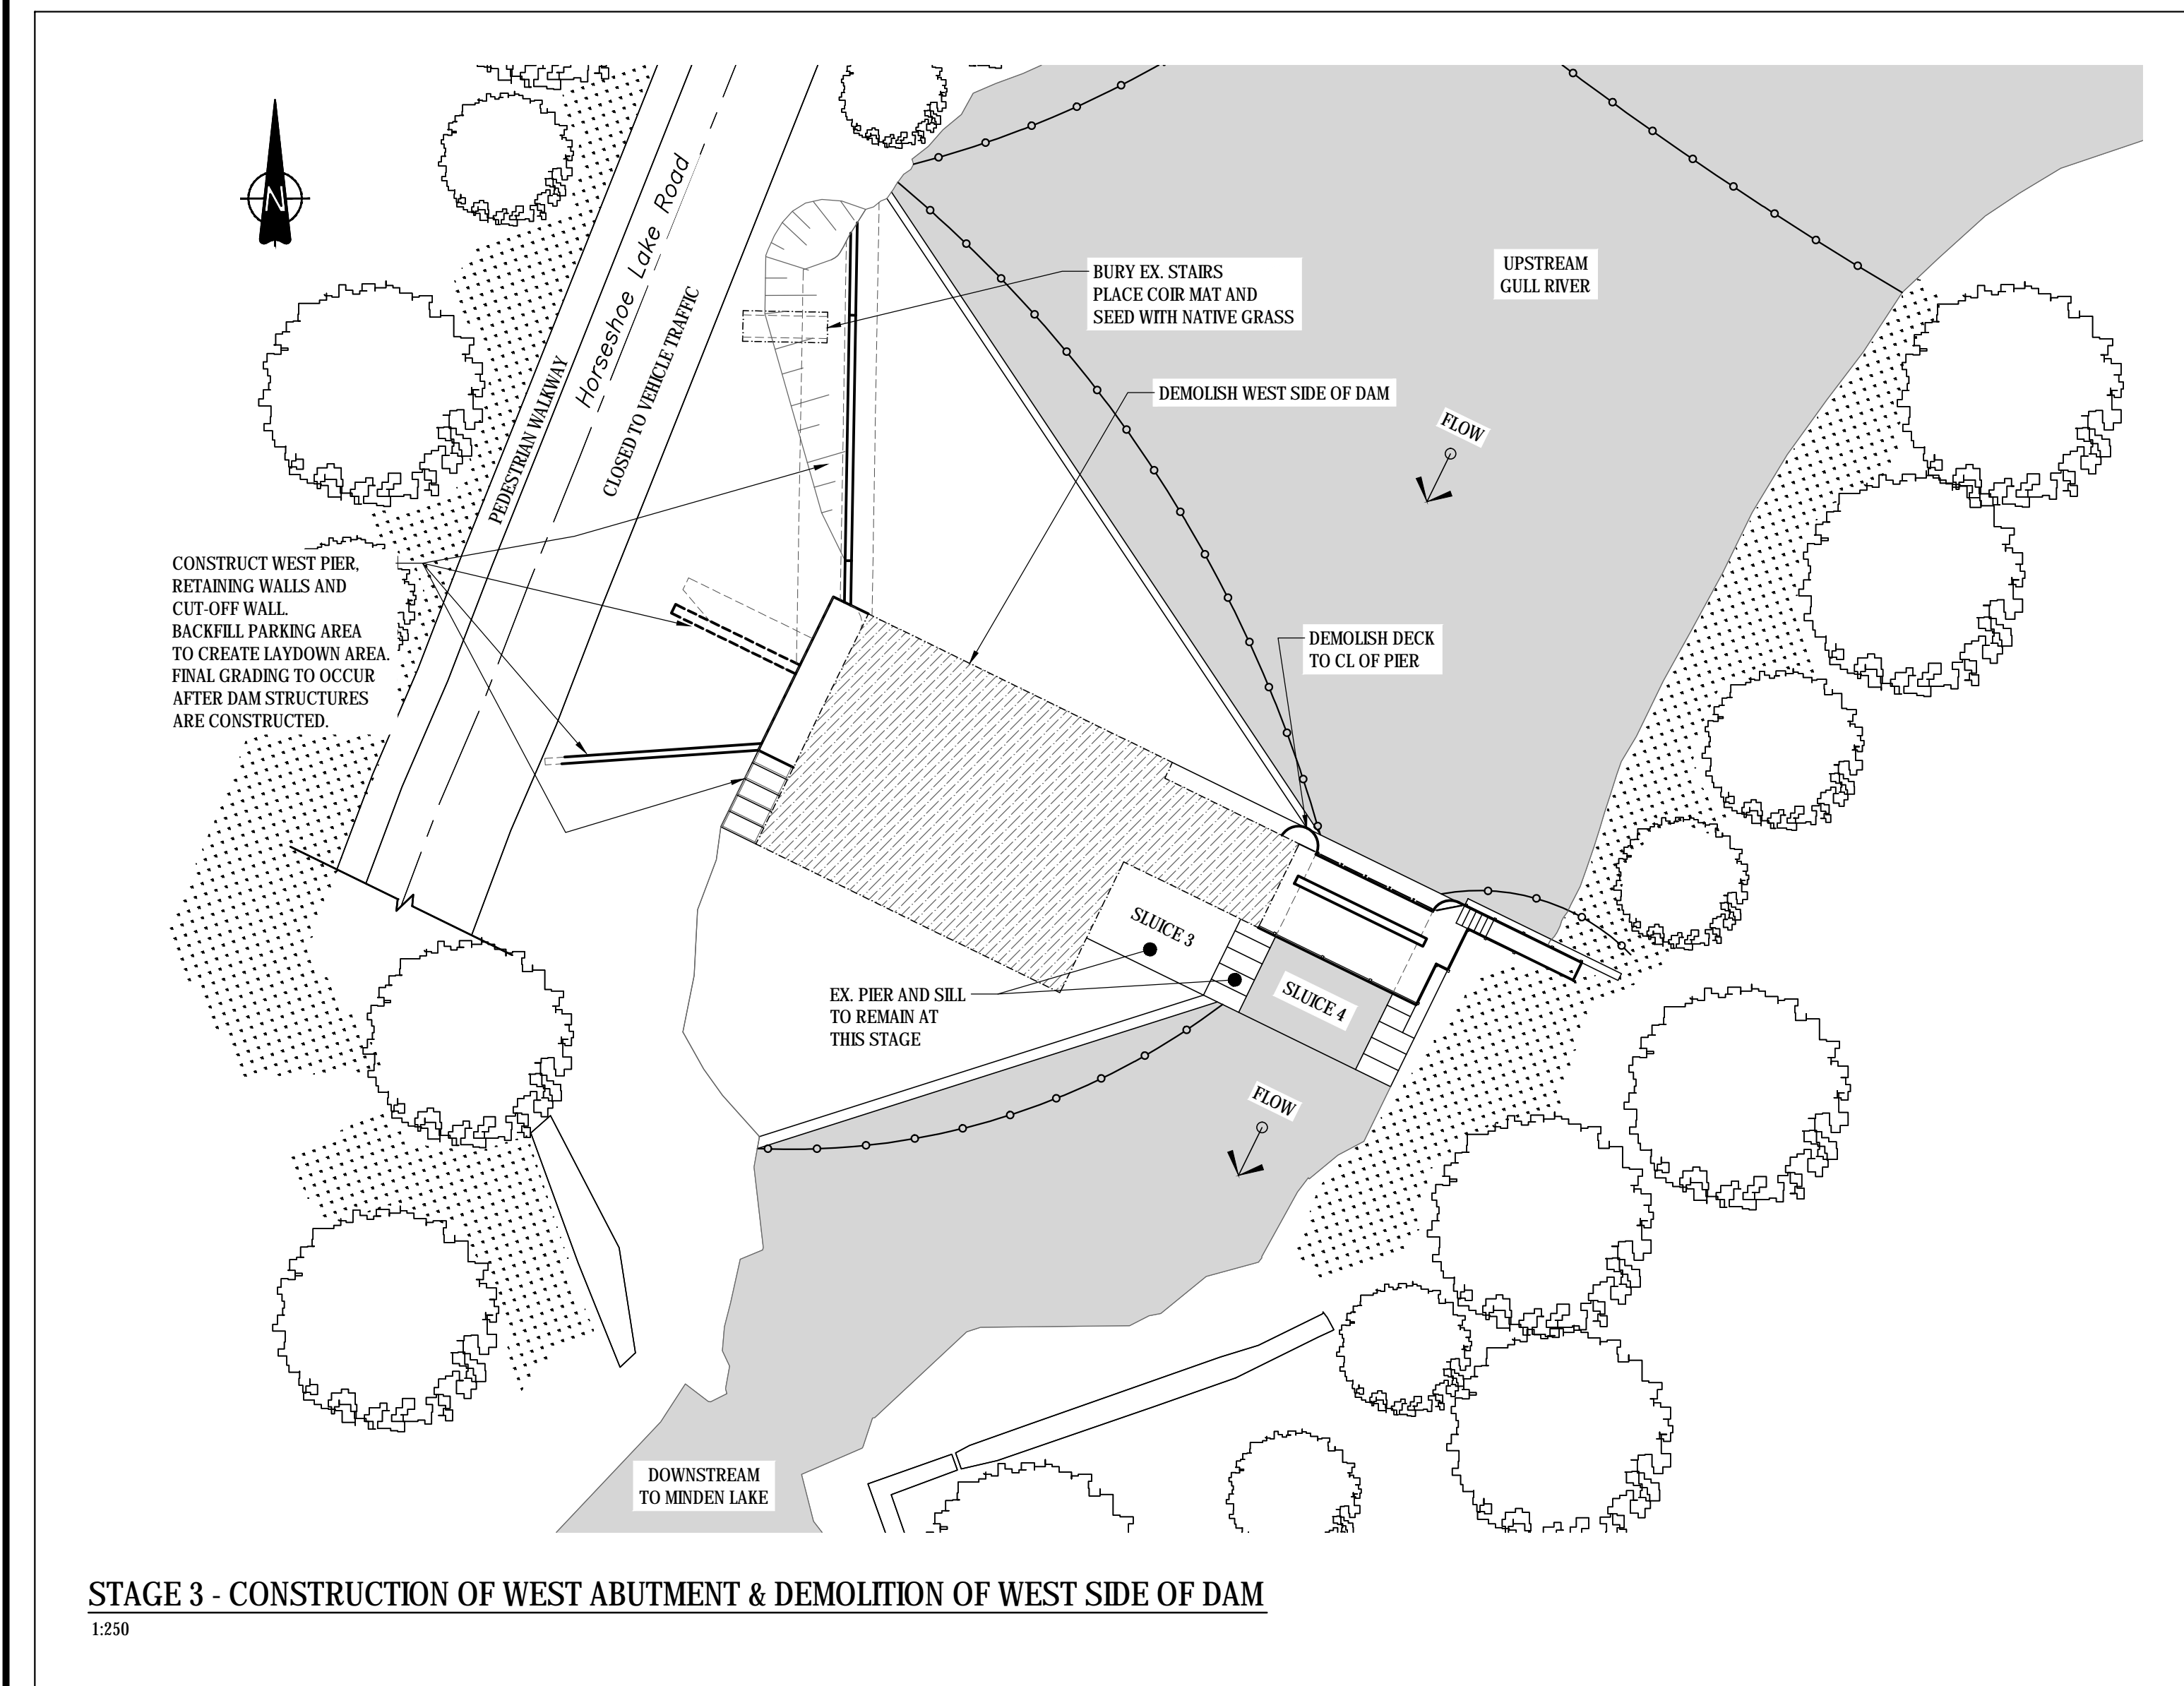 N
Horseshoe Lake Road
PEDESTRIAN WALKWAY
CLOSED TO VEHICLE TRAFFIC
BURY EX. STAIRS
PLACE COIR MAT AND
SEED WITH NATIVE GRASS
UPSTREAM
GULL RIVER
DEMOLISH WEST SIDE OF DAM
FLOW
CONSTRUCT WEST PIER,
RETAINING WALLS AND
CUT-OFF WALL.
BACKFILL PARKING AREA
TO CREATE LAYDOWN AREA.
FINAL GRADING TO OCCUR
AFTER DAM STRUCTURES
ARE CONSTRUCTED.
DEMOLISH DECK
TO CL OF PIER
SLUICE 3
SLUICE 4
EX. PIER AND SILL
TO REMAIN AT
THIS STAGE
FLOW
DOWNSTREAM
TO MINDEN LAKE
STAGE 3 - CONSTRUCTION OF WEST ABUTMENT & DEMOLITION OF WEST SIDE OF DAM
1:250